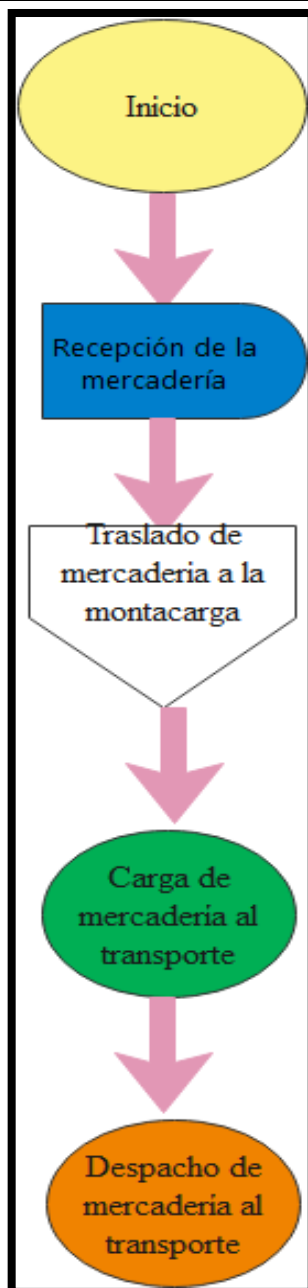 Inicio
Recepción de la
mercadería
Traslado de
mercaderia a la
montacarga
Carga de
mercadería al
transporte
Despacho de
mercadería al
transporte